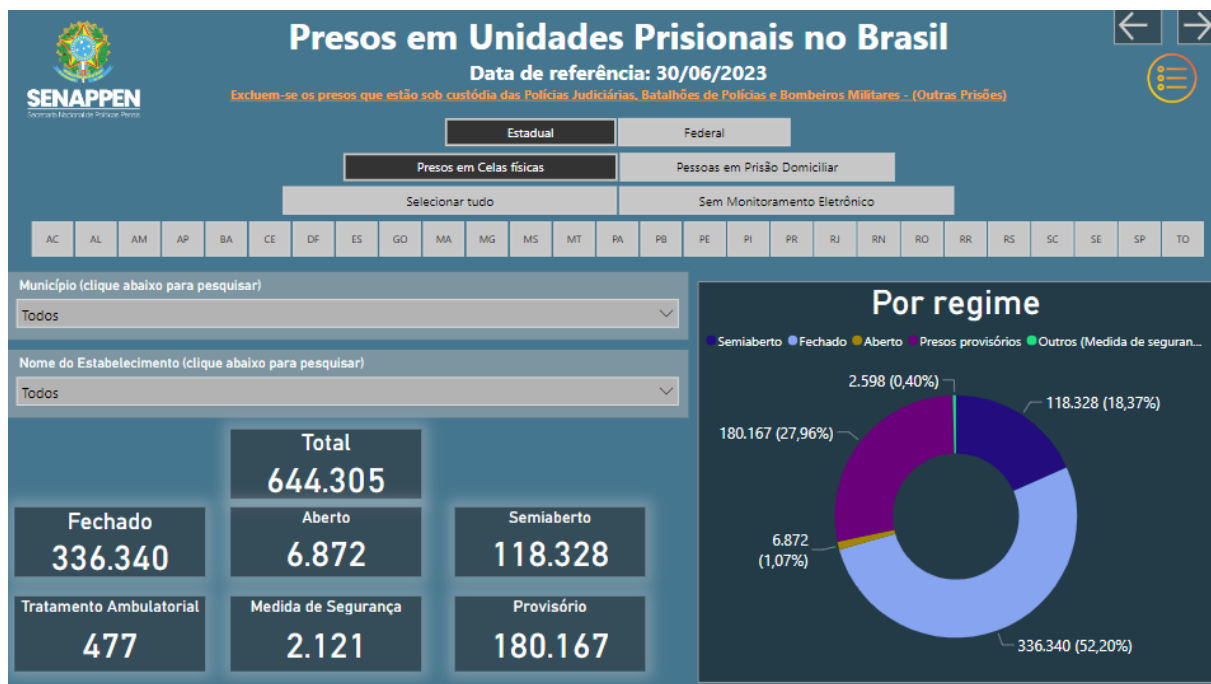 Presos em Unidades Prisionais no Brasil
Data de referência: 30/06/2023
Excluem-se os presos que estão sob custódia das Polícias Judiciárias, Batalhões de Polícias e Bombeiros Militares - (Outras Prisões)
SENAPPEN
Secretaria Nacional de Políticas Penais
Estadual Federal
Presos em Celas físicas Pessoas em Prisão Domiciliar
Selecionar tudo Sem Monitoramento Eletrônico
AC AL AM AP BA CE DF ES GO MA MG MS MT PA PB PE PI PR RJ RN RO RR RS SC SE SP TO
Município (clique abaixo para pesquisar)
Todos
Nome do Estabelecimento (clique abaixo para pesquisar)
Todos
Total
644.305
Fechado
336.340
Aberto
6.872
Semiaberto
118.328
Tratamento Ambulatorial
477
Medida de Segurança
2.121
Provisório
180.167
Por regime
Semiaberto Fechado Aberto Presos provisórios Outros (Medida de seguran...
2.598 (0,40%)
118.328 (18,37%)
180.167 (27,96%)
6.872
(1,07%)
336.340 (52,20%)